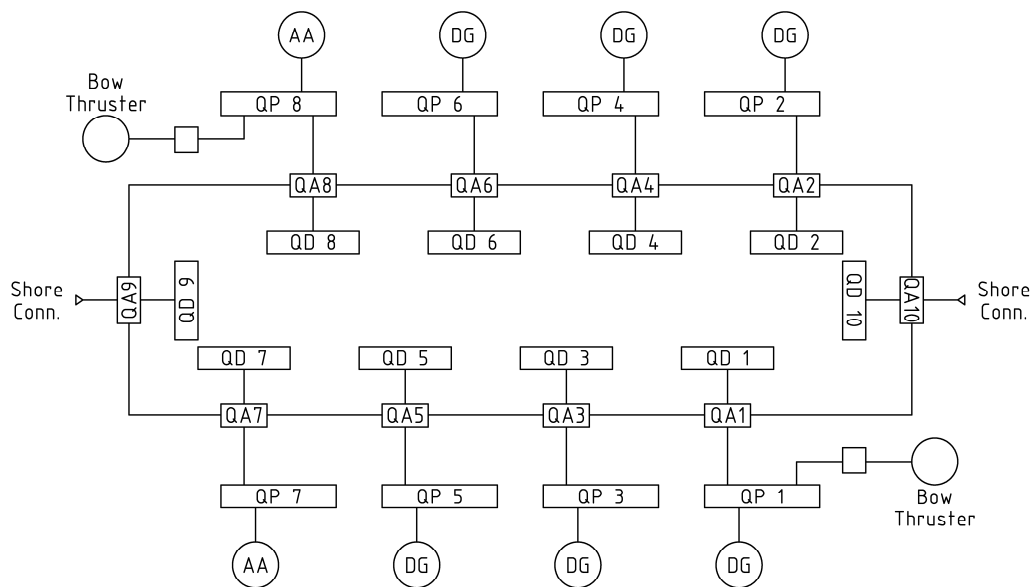 AA DG DG DG
Bow
Thruster
QP 8 QP 6 QP 4 QP 2
QA8 QA6 QA4 QA2
QD 8 QD 6 QD 4 QD 2
Shore
Conn.
QA9
QD 9
QD 10
QA10
Shore
Conn.
QD 7 QD 5 QD 3 QD 1
QA7 QA5 QA3 QA1
QP 7 QP 5 QP 3 QP 1
Bow
Thruster
AA DG DG DG